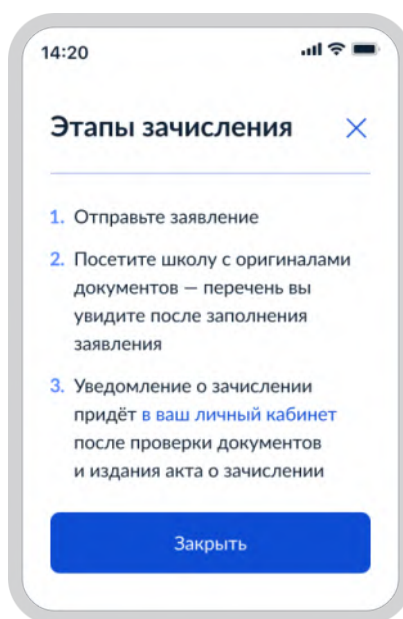 14:20
Этапы зачисления
1. Отправьте заявление
2. Посетите школу с оригиналами
документов — перечень вы
увидите после заполнения
заявления
3. Уведомление о зачислении
придёт в ваш личный кабинет
после проверки документов
и издания акта о зачислении
Закрыть